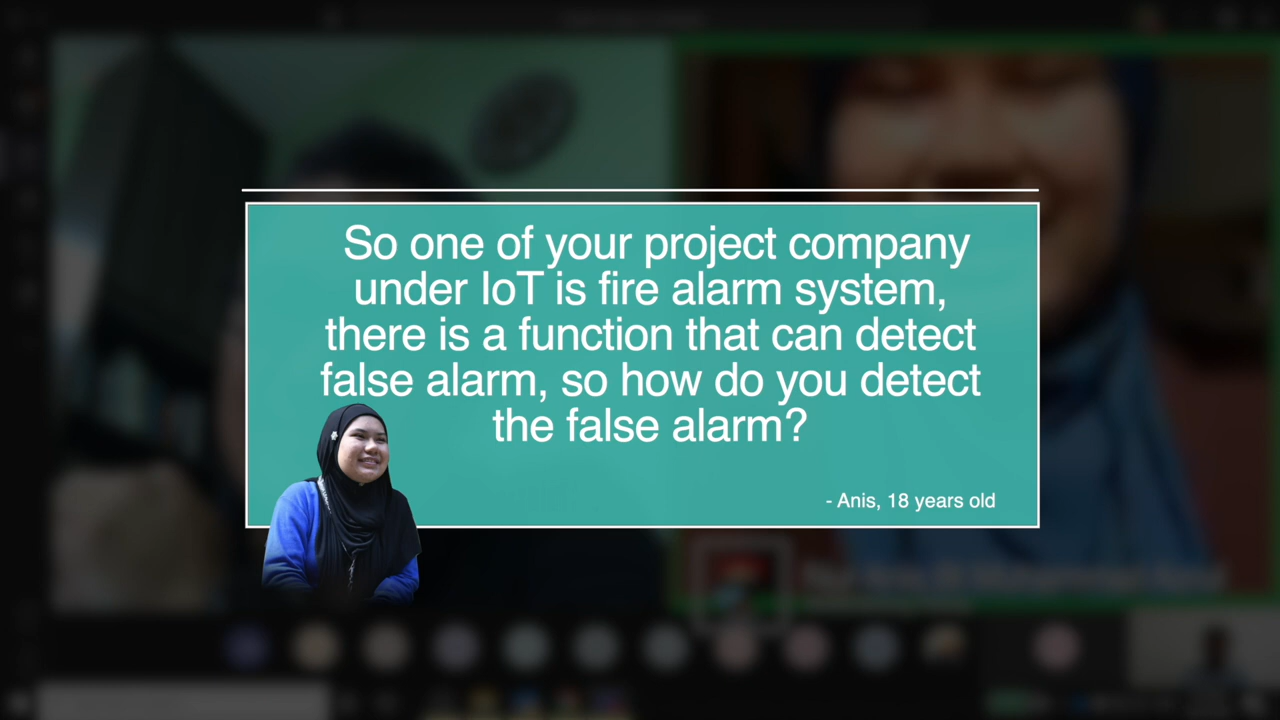 So one of your project company
under IoT is fire alarm system,
there is a function that can detect
false alarm, so how do you detect
the false alarm?
- Anis, 18 years old